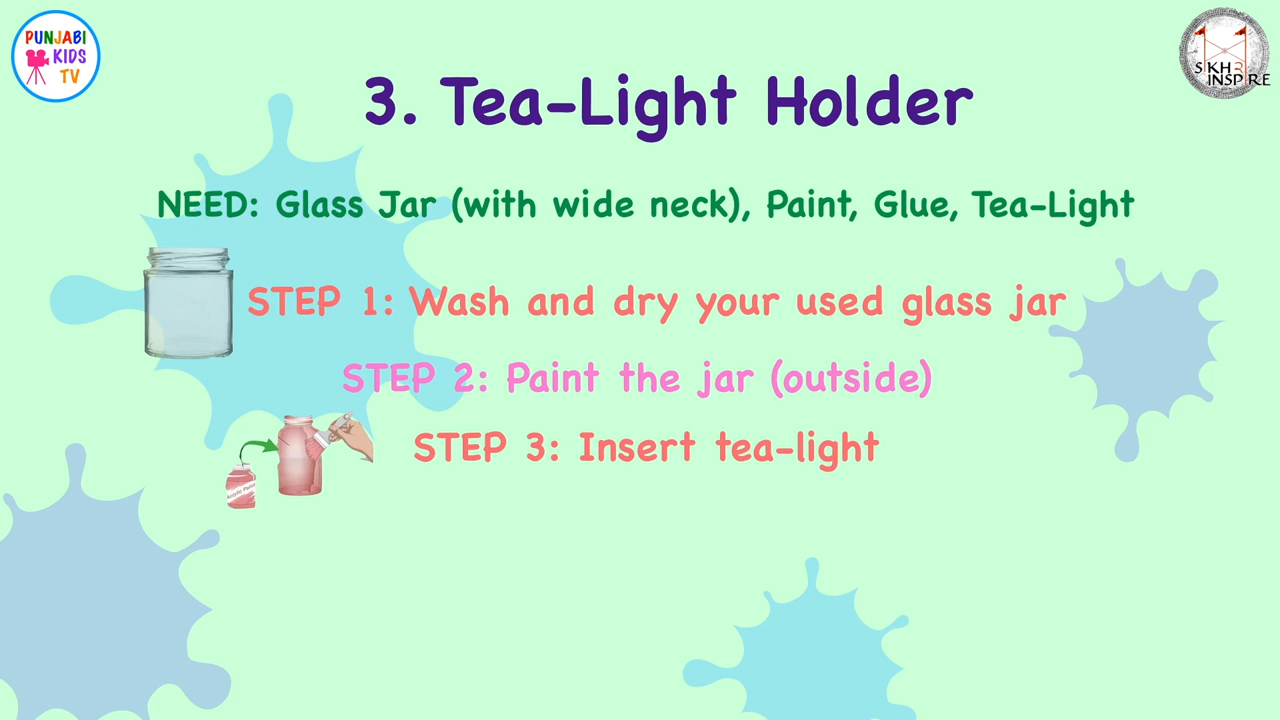 PUNJABI
KIDS
TV
SIKH
INSPIRE
3. Tea-Light Holder
NEED: Glass Jar (with wide neck), Paint, Glue, Tea-Light
STEP 1: Wash and dry your used glass jar
STEP 2: Paint the jar (outside)
STEP 3: Insert tea-light
Acrylic Paint